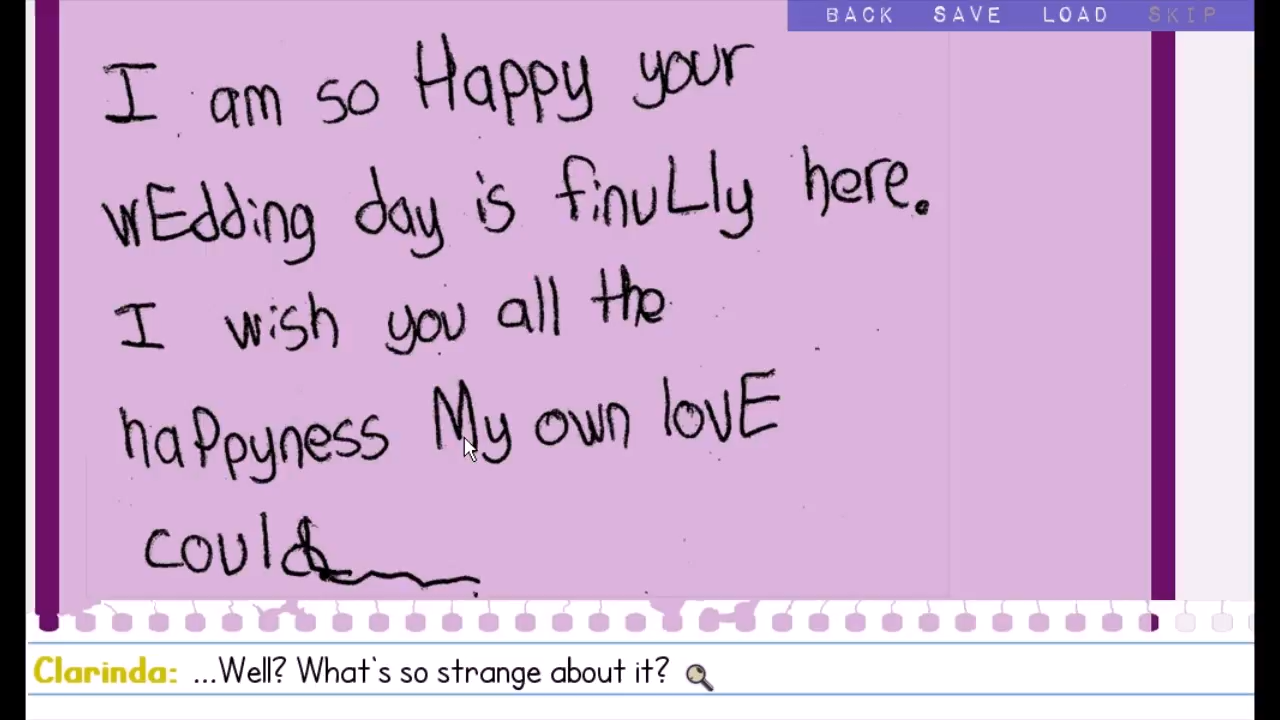 BACK SAVE LOAD SKIP
I am so Happy your
wEdding day is finuLly here.
I wish you all the
haPpyness My own lovE
could
Clarinda: ...Well? What's so strange about it?